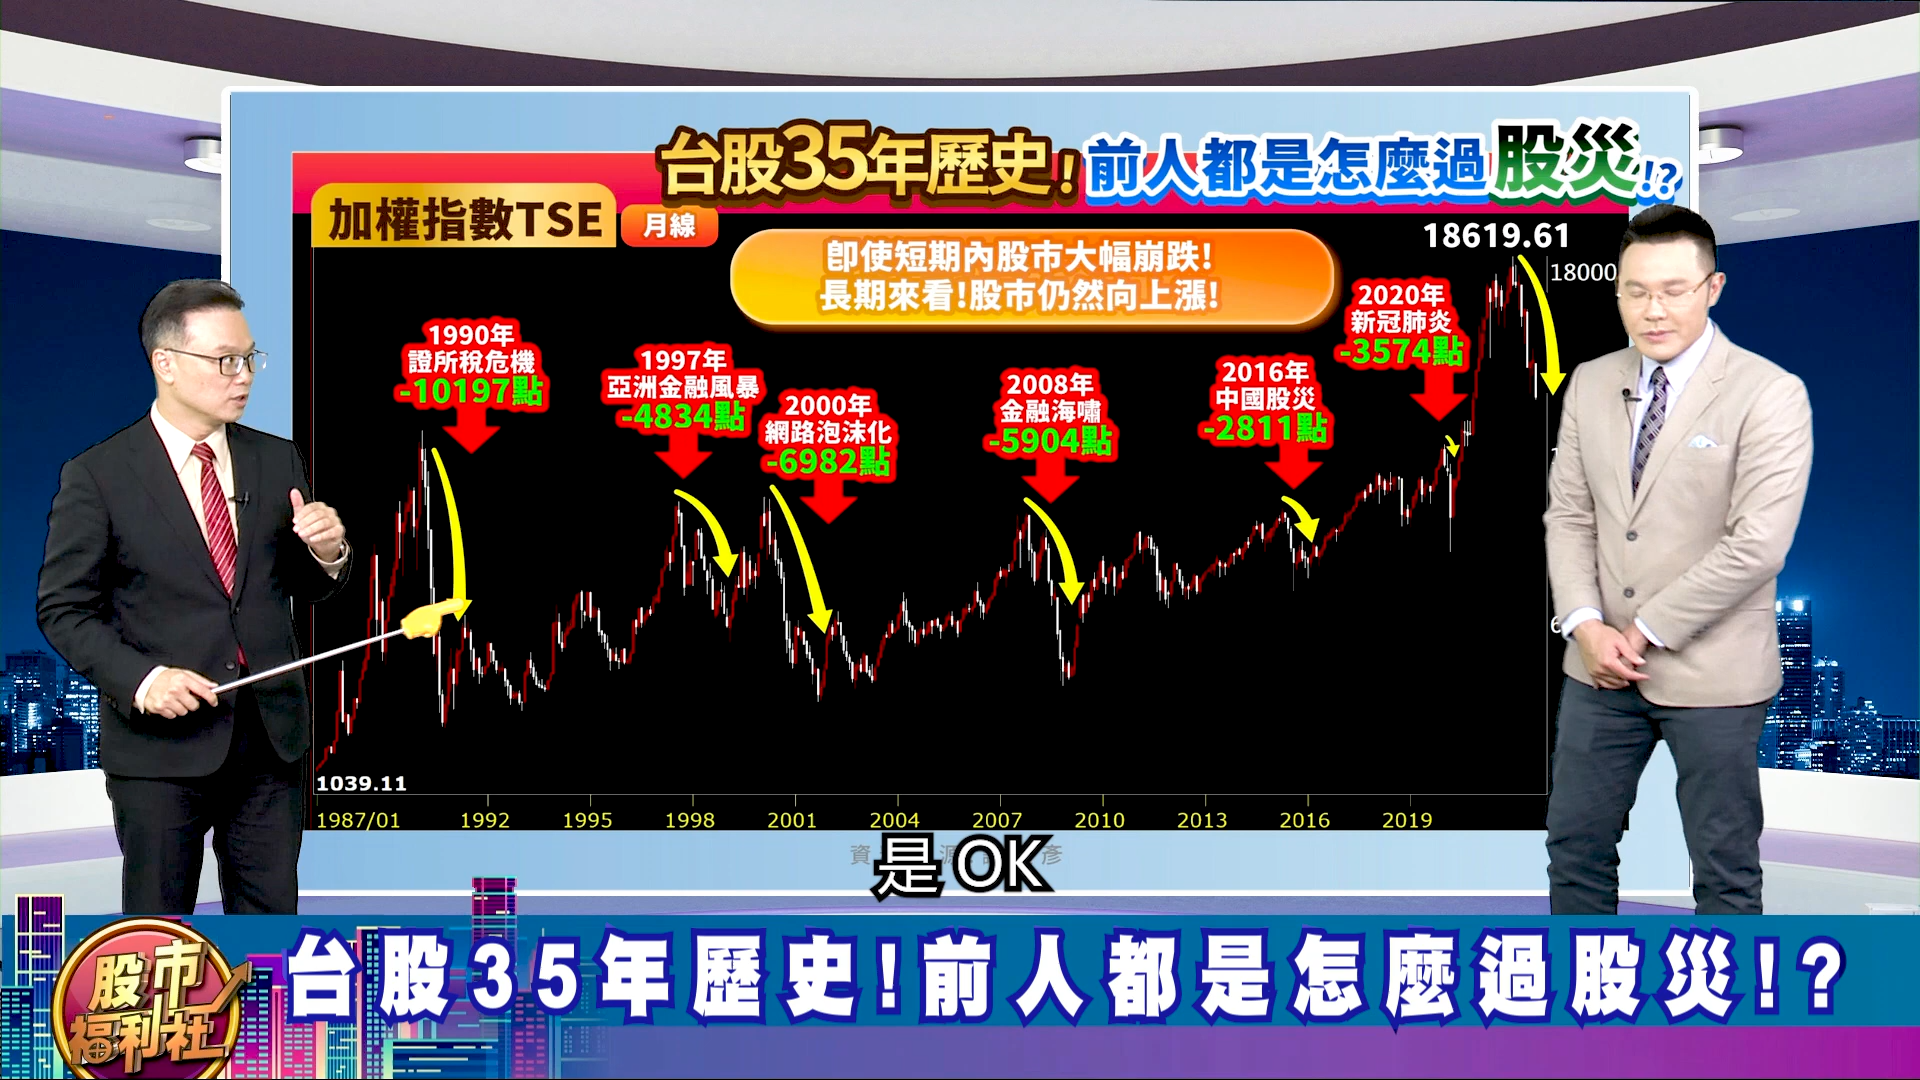 台股35年歷史!前人都是怎麼過股災!?
加權指數TSE 月線
18619.61
即使短期內股市大幅崩跌!
長期來看!股市仍然向上漲!
18000
1990年
證所稅危機
-10197點
1997年
亞洲金融風暴
-4834點
2000年
網路泡沫化
-6982點
2008年
金融海嘯
-5904點
2016年
中國股災
-2811點
2020年
新冠肺炎
-3574點
1039.11
1987/01 1992 1995 1998 2001 2004 2007 2010 2013 2016 2019
是OK
股市
福利社
台股35年歷史!前人都是怎麼過股災!?